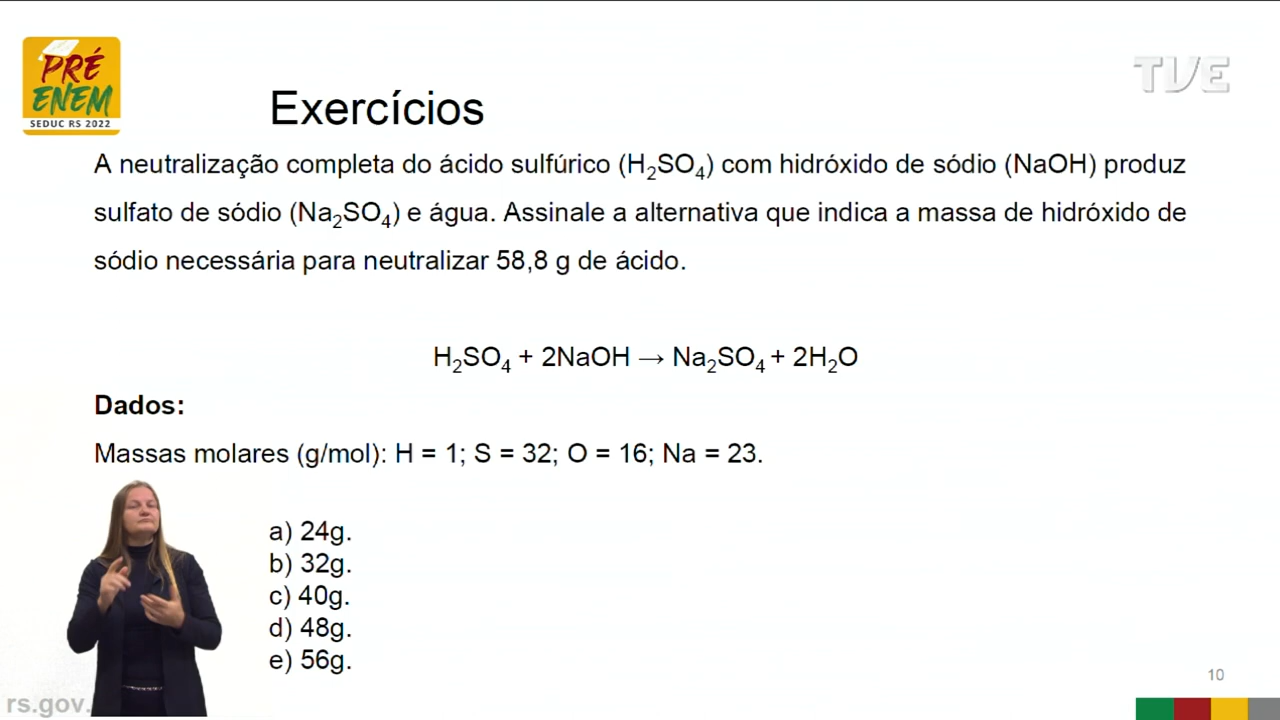 PRÉ
ENEM
SEDUC RS 2022
TVE
Exercícios
A neutralização completa do ácido sulfúrico (H₂SO₄) com hidróxido de sódio (NaOH) produz
sulfato de sódio (Na₂SO₄) e água. Assinale a alternativa que indica a massa de hidróxido de
sódio necessária para neutralizar 58,8 g de ácido.
H₂SO₄ + 2NaOH → Na₂SO₄ + 2H₂O
Dados:
Massas molares (g/mol): H = 1; S = 32; O = 16; Na = 23.
a) 24g.
b) 32g.
c) 40g.
d) 48g.
e) 56g.
10
rs.gov.